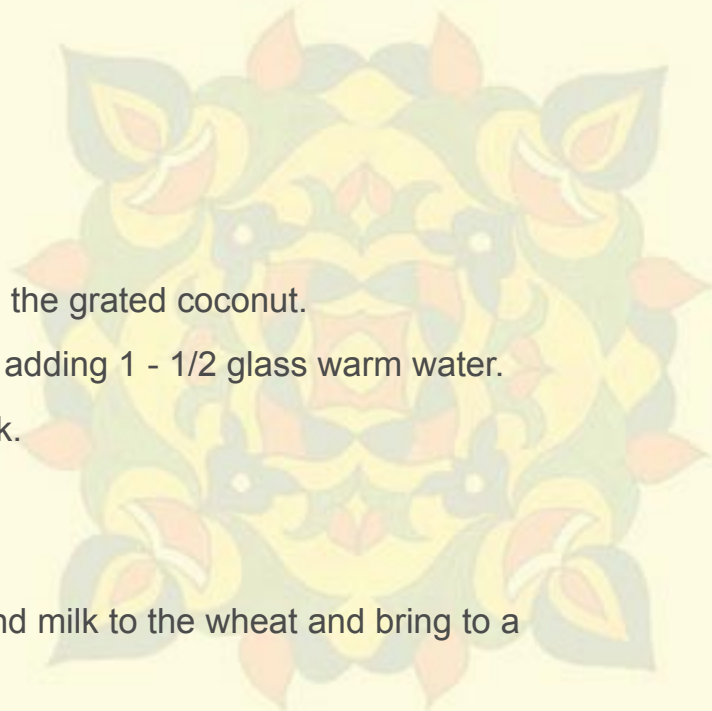 the grated coconut.
adding 1 - 1/2 glass warm water.
k.
nd milk to the wheat and bring to a